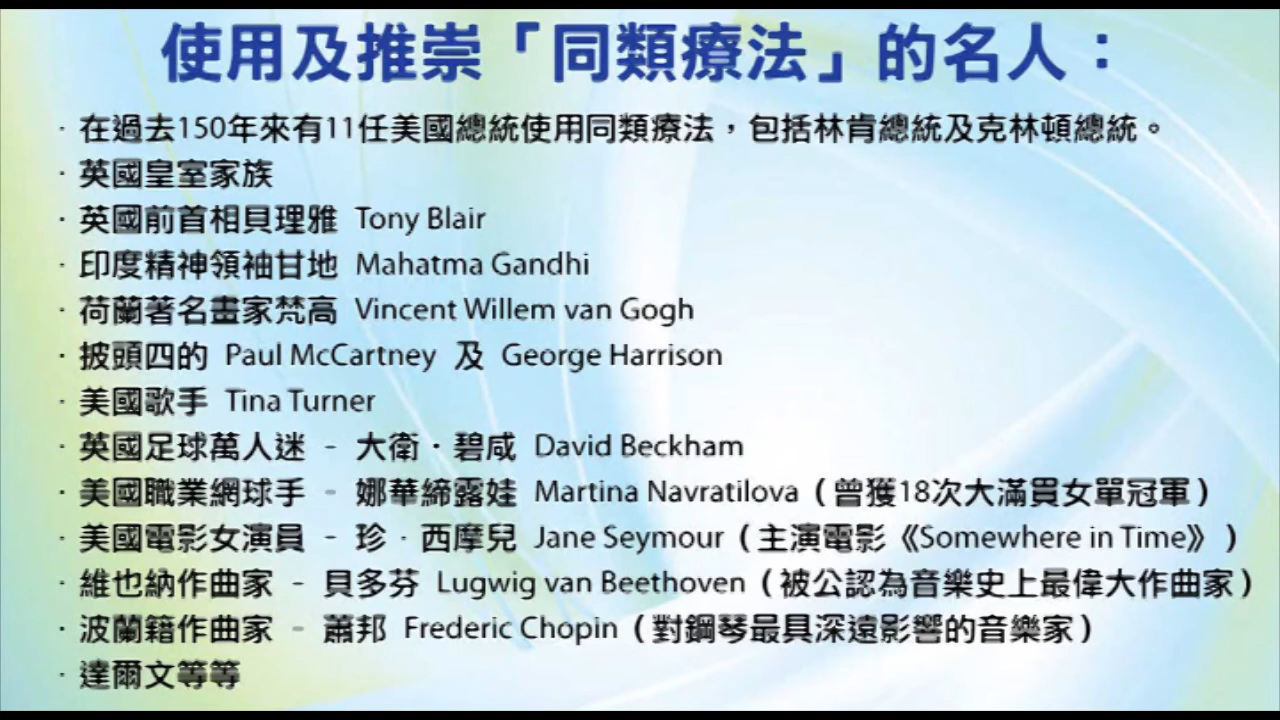 使用及推崇「同類療法」的名人：
· 在過去150年來有11任美國總統使用同類療法，包括林肯總統及克林頓總統。
· 英國皇室家族
· 英國前首相貝理雅 Tony Blair
· 印度精神領袖甘地 Mahatma Gandhi
· 荷蘭著名畫家梵高 Vincent Willem van Gogh
· 披頭四的 Paul McCartney 及 George Harrison
· 美國歌手 Tina Turner
· 英國足球萬人迷 - 大衛·碧咸 David Beckham
· 美國職業網球手 - 娜華締露娃 Martina Navratilova（曾獲18次大滿貫女單冠軍）
· 美國電影女演員 - 珍·西摩兒 Jane Seymour（主演電影《Somewhere in Time》）
· 維也納作曲家 - 貝多芬 Lugwig van Beethoven（被公認為音樂史上最偉大作曲家）
· 波蘭籍作曲家 - 蕭邦 Frederic Chopin（對鋼琴最具深遠影響的音樂家）
· 達爾文等等